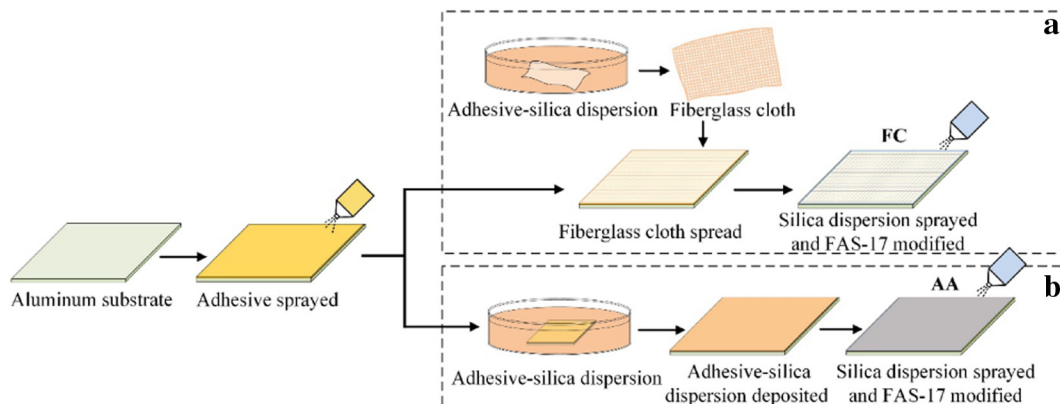 a
Adhesive-silica dispersion
Fiberglass cloth
FC
Fiberglass cloth spread
Silica dispersion sprayed
and FAS-17 modified
Aluminum substrate
Adhesive sprayed
b
AA
Adhesive-silica dispersion
Adhesive-silica
dispersion deposited
Silica dispersion sprayed
and FAS-17 modified